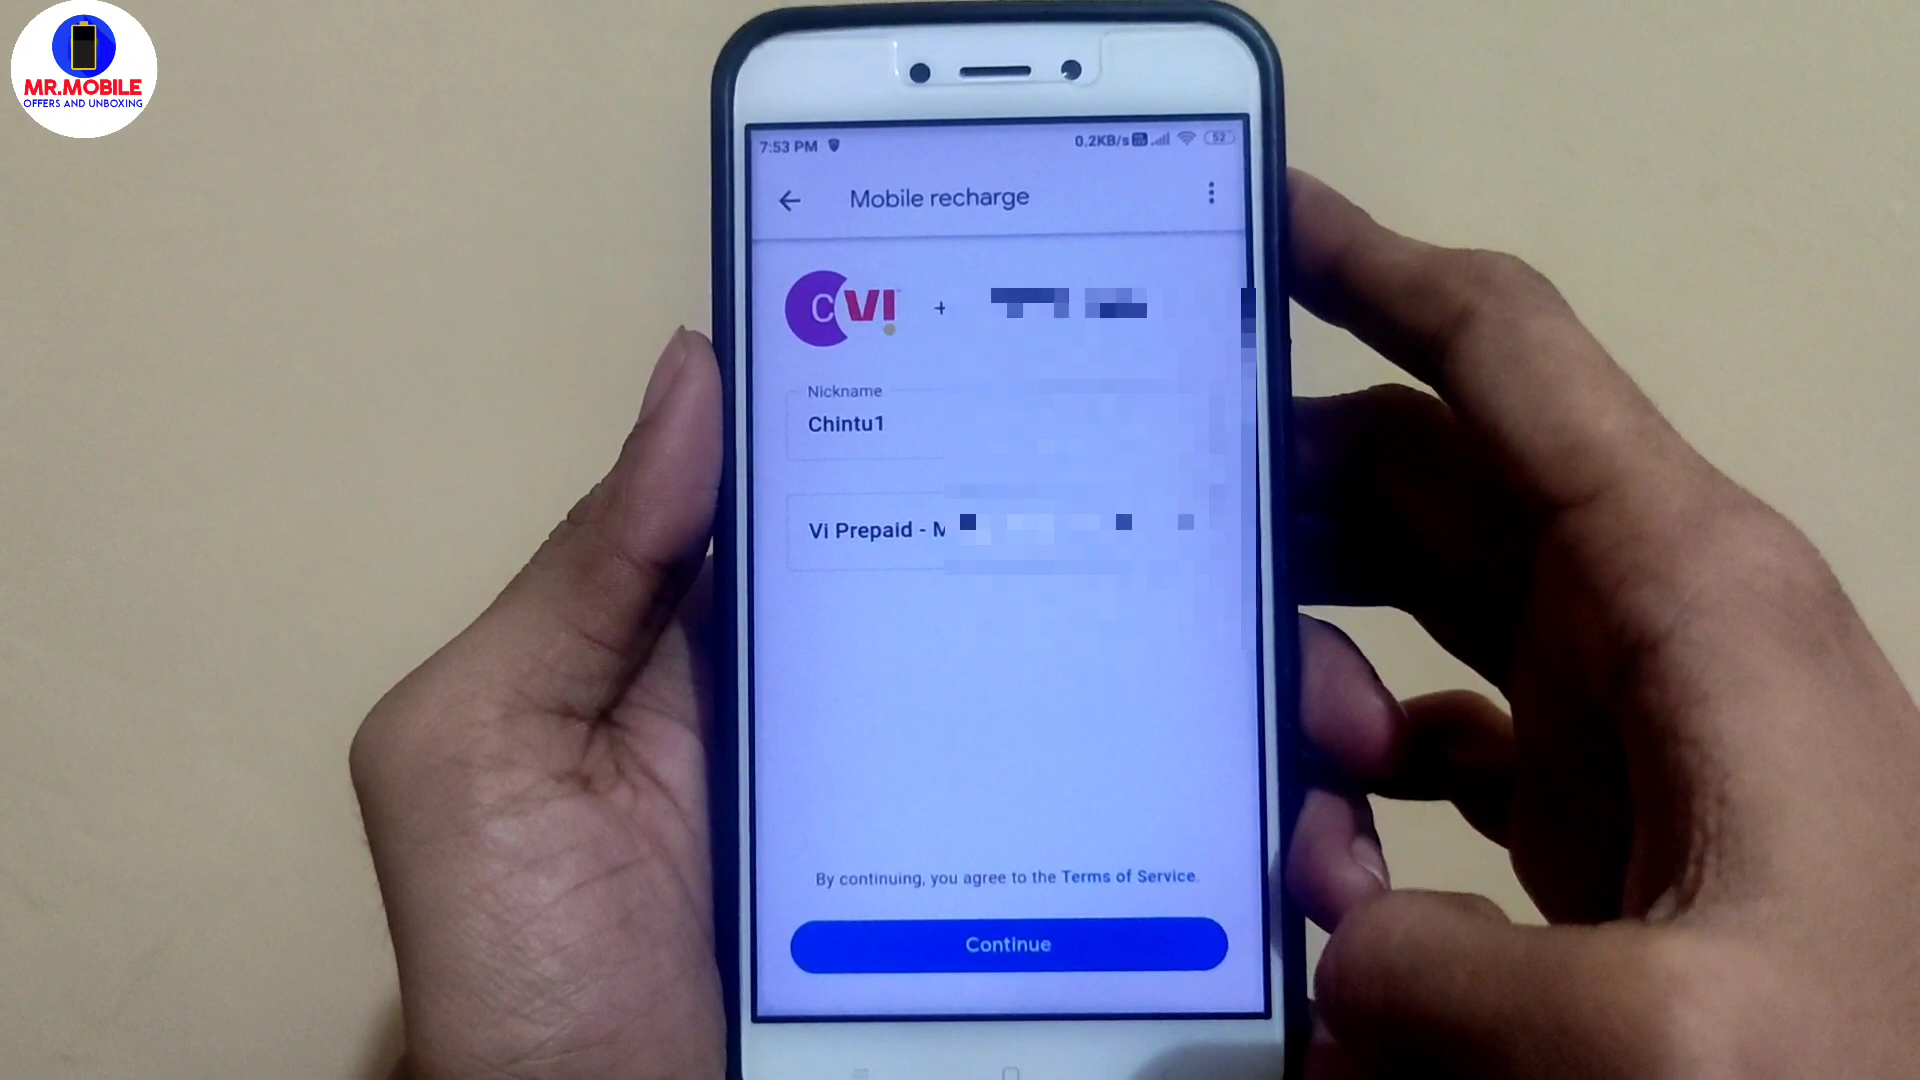 MR.MOBILE
OFFERS AND UNBOXING
7:53 PM
0.2KB/s
52
Mobile recharge
C
VI
+
Nickname
Chintu1
Vi Prepaid - M
By continuing, you agree to the Terms of Service.
Continue